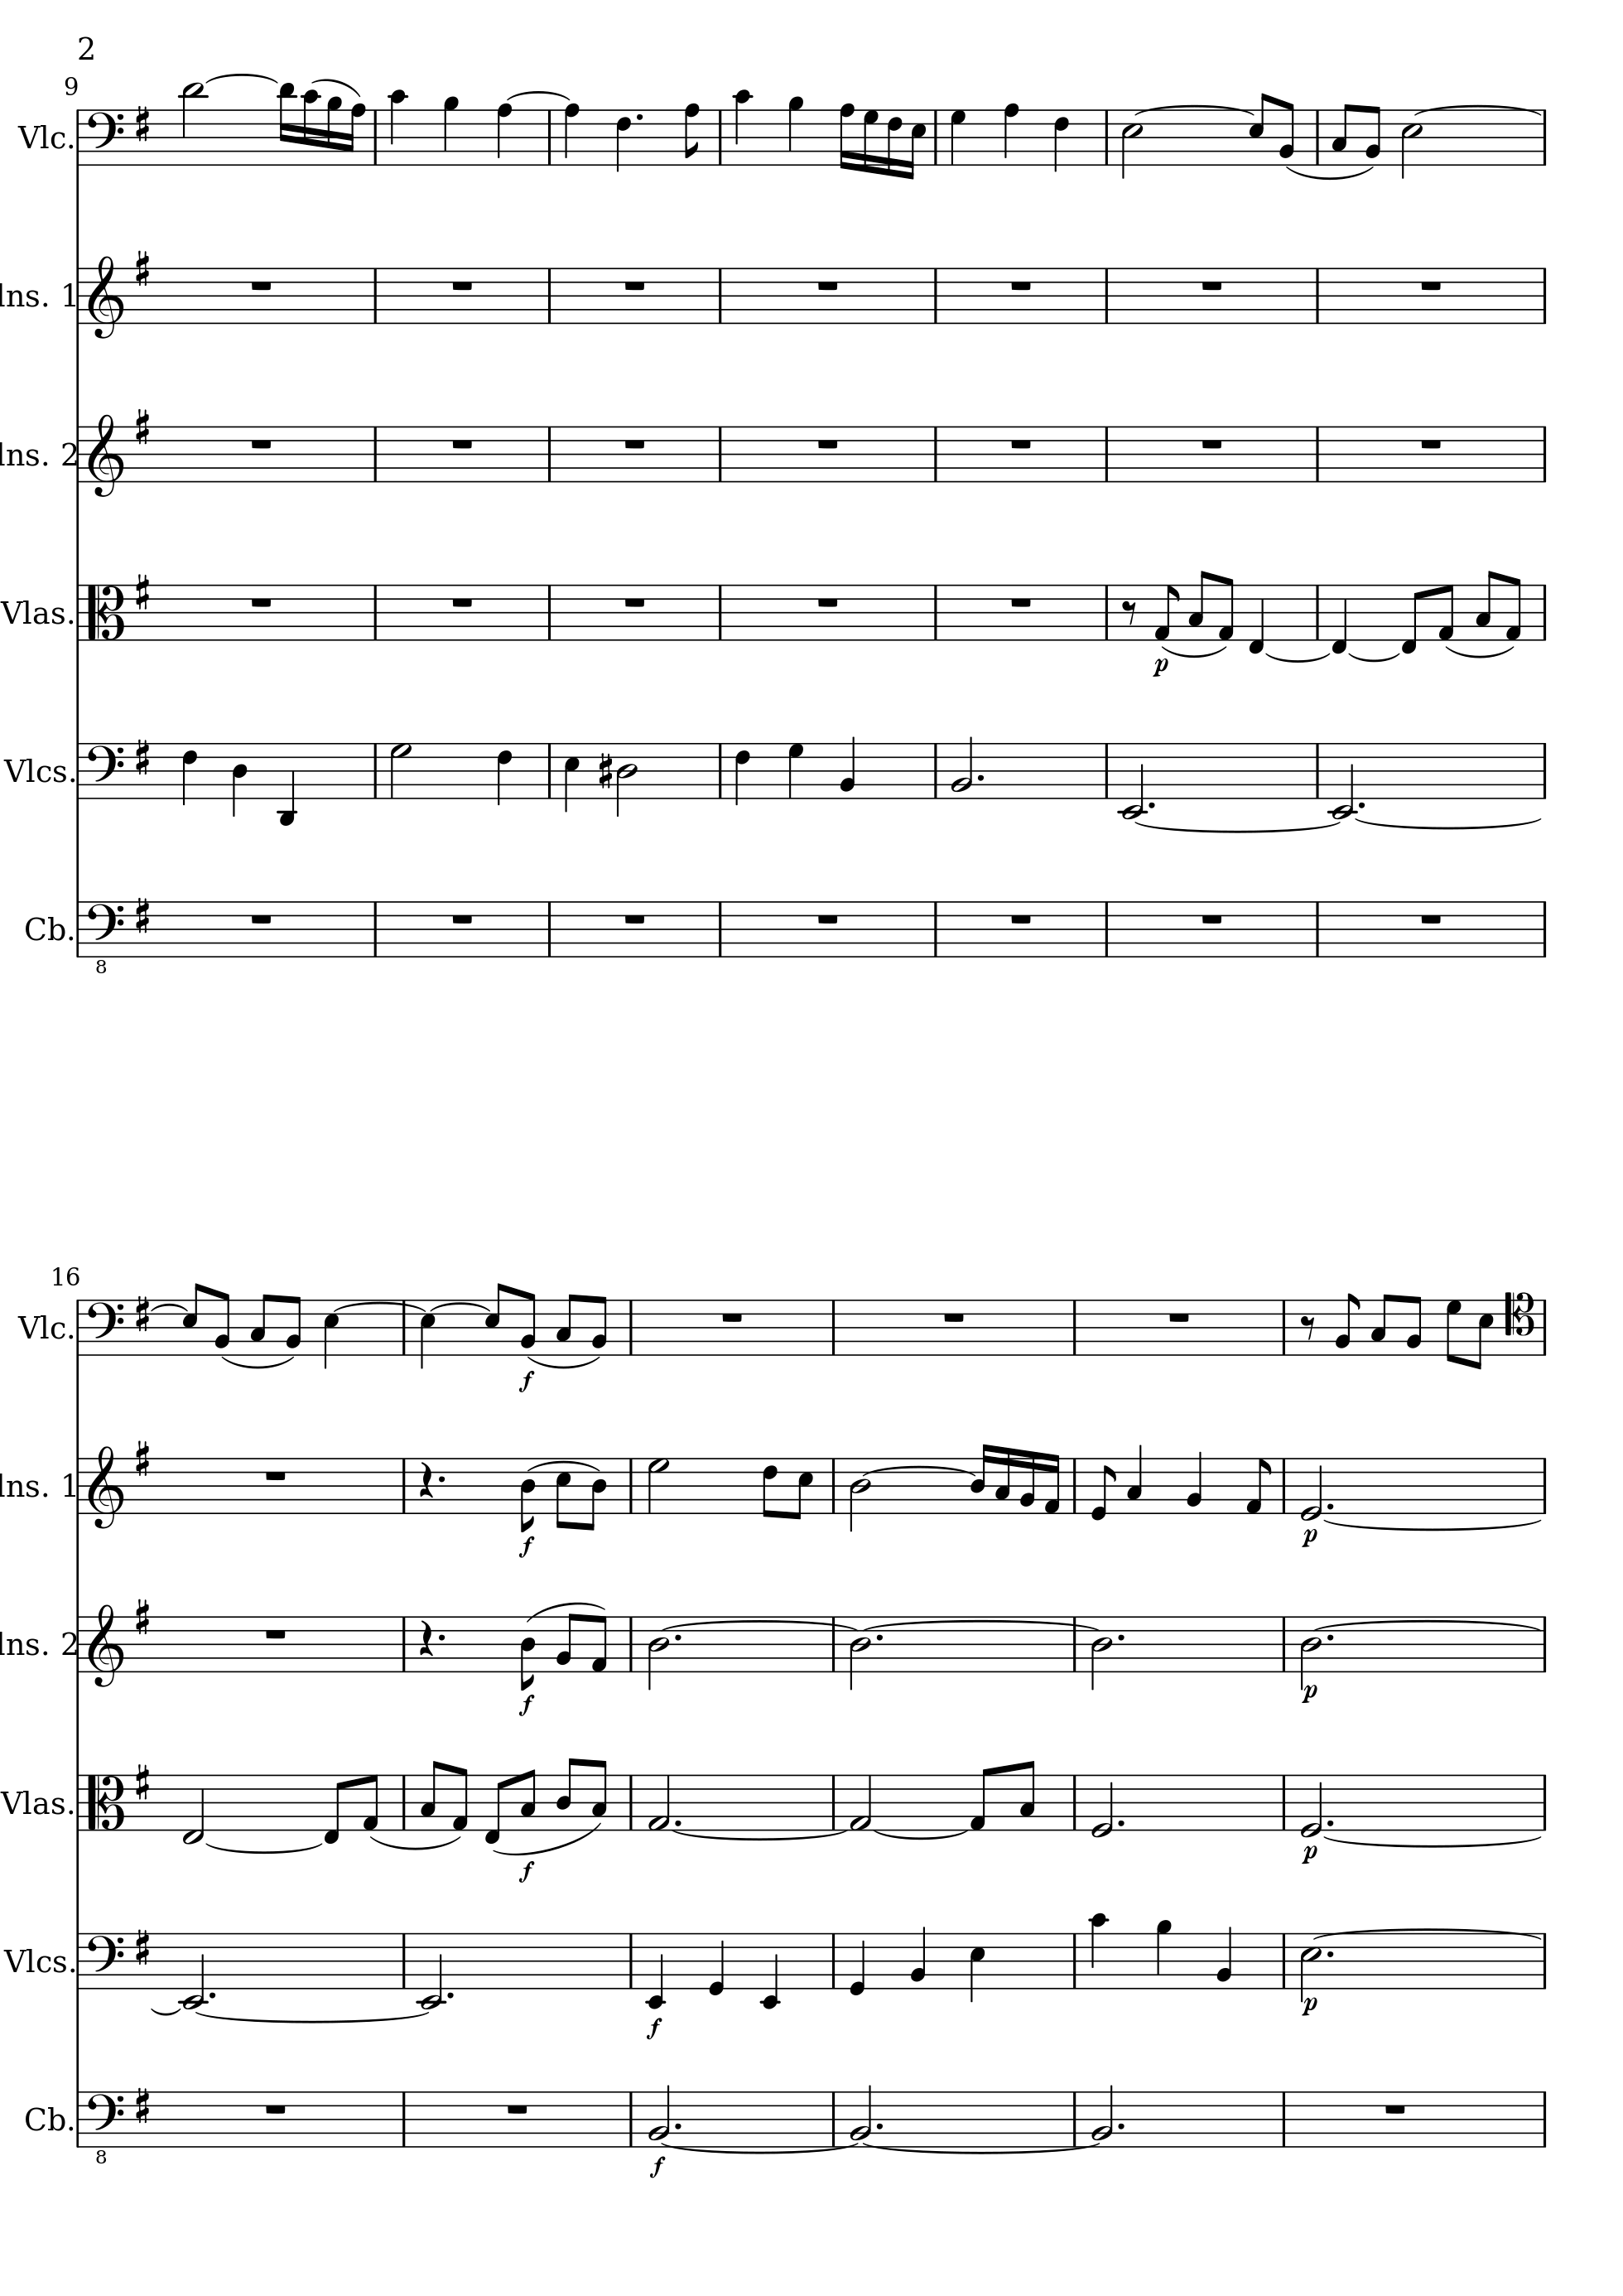 2
9
Vlc.
lns. 1
lns. 2
Vlas.
p
Vlcs.
Cb.
8
16
Vlc.
f
lns. 1
f
p
lns. 2
f
p
Vlas.
f
p
Vlcs.
f
p
Cb.
8
f